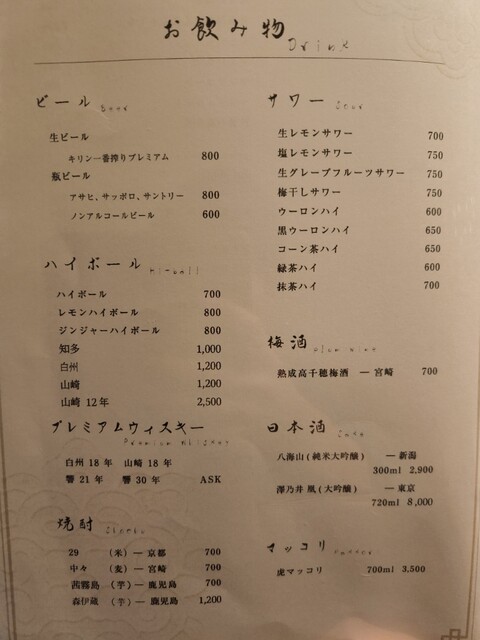 お飲み物 Drink
ビール Beer
生ビール
キリン一番搾りプレミアム 800
瓶ビール
アサヒ、サッポロ、サントリー 800
ノンアルコールビール 600
ハイボール Hi-ball
ハイボール 700
レモンハイボール 800
ジンジャーハイボール 800
知多 1,000
白州 1,200
山崎 1,200
山崎 12年 2,500
プレミアムウィスキー Premium Whiskey
白州 18年 山崎 18年
響 21年 響 30年 ASK
焼酎 Shochu
29 (米) ― 京都 700
中々 (麦) ― 宮崎 700
茜霧島 (芋) ― 鹿児島 700
森伊蔵 (芋) ― 鹿児島 1,200
サワー Sour
生レモンサワー 700
塩レモンサワー 750
生グレープフルーツサワー 750
梅干しサワー 750
ウーロンハイ 600
黒ウーロンハイ 650
コーン茶ハイ 650
緑茶ハイ 600
抹茶ハイ 700
梅酒 Plum wine
熟成高千穂梅酒 ― 宮崎 700
日本酒 Sake
八海山 (純米大吟醸) ― 新潟
300ml 2,900
澤乃井 凰 (大吟醸) ― 東京
720ml 8,000
マッコリ
虎マッコリ 700ml 3,500